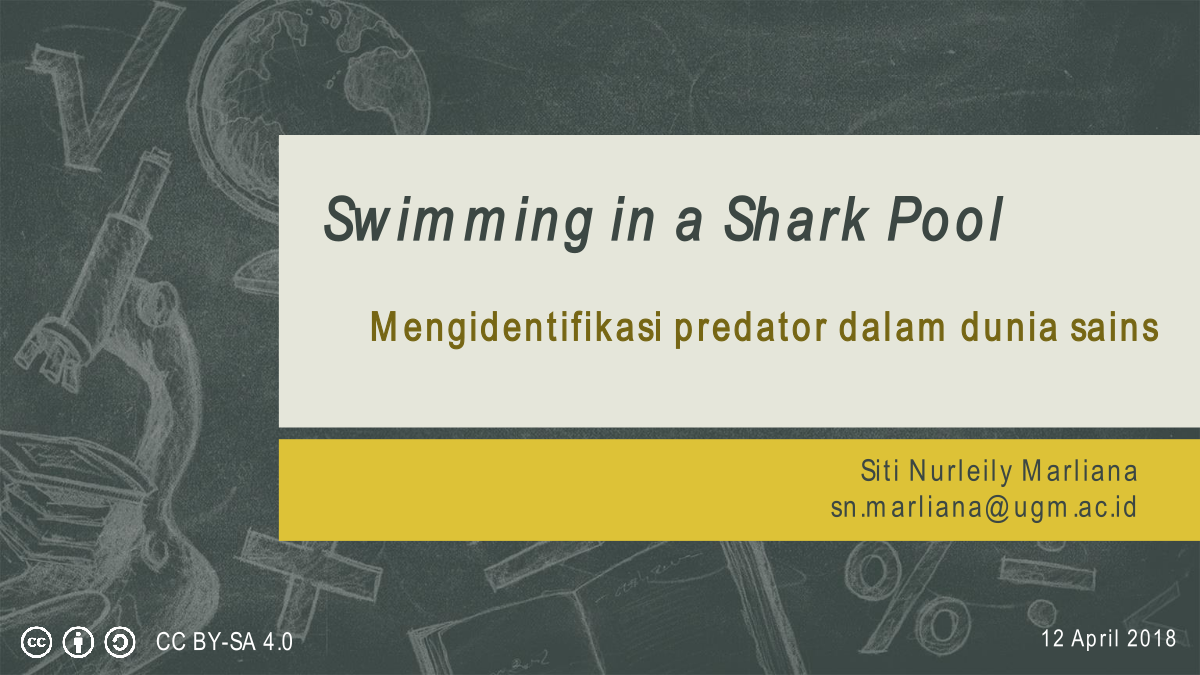 Swimming in a Shark Pool
Mengidentifikasi predator dalam dunia sains
Siti Nurleily Marliana
sn.marliana@ugm.ac.id
CC BY-SA 4.0
12 April 2018